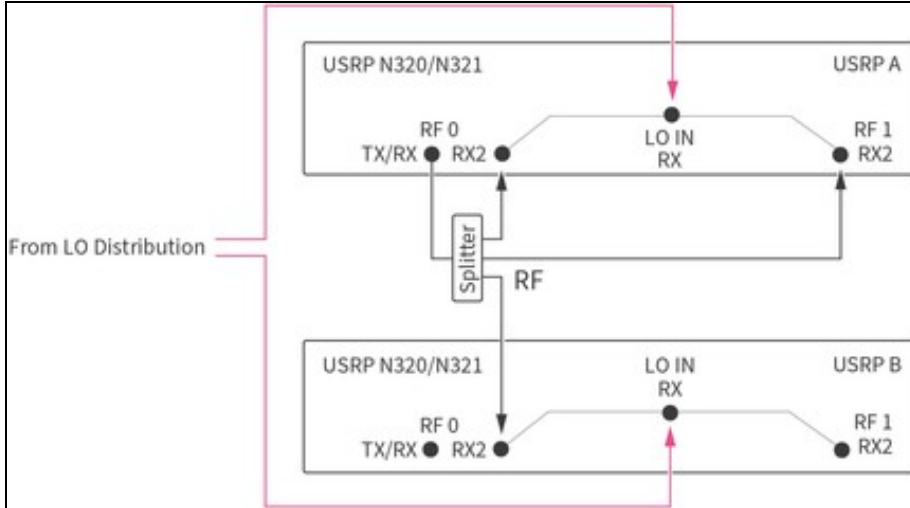 USRP N320/N321 USRP A
RF 0
TX/RX RX2
LO IN
RX
RF 1
RX2
From LO Distribution
Splitter
RF
USRP N320/N321 USRP B
LO IN
RX
RF 0
TX/RX RX2
RF 1
RX2